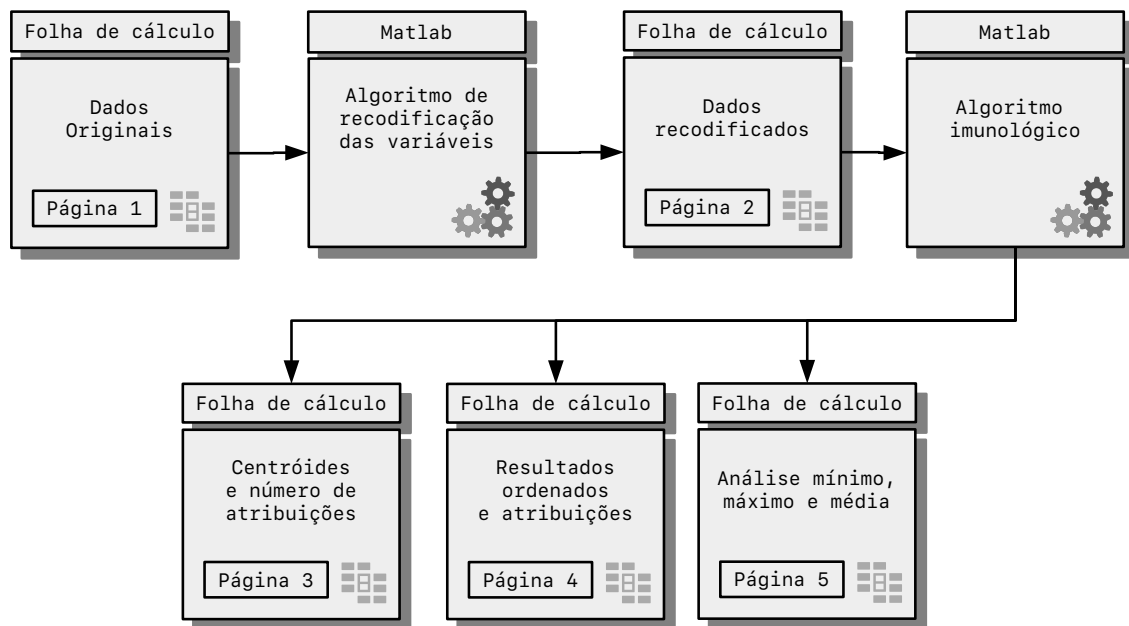 Folha de cálculo
Dados
Originais
Página 1
Matlab
Algoritmo de
recodificação
das variáveis
Folha de cálculo
Dados
recodificados
Página 2
Matlab
Algoritmo
imunológico
Folha de cálculo
Centróides
e número de
atribuições
Página 3
Folha de cálculo
Resultados
ordenados
e atribuições
Página 4
Folha de cálculo
Análise mínimo,
máximo e média
Página 5